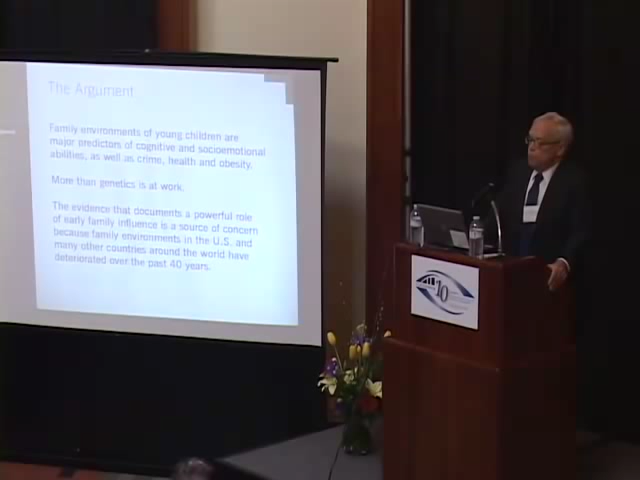 The Argument
Family environments of young children are
major predictors of cognitive and socioemotional
abilities, as well as crime, health and obesity.
More than genetics is at work.
The evidence that documents a powerful role
of early family influence is a source of concern
because family environments in the U.S. and
many other countries around the world have
deteriorated over the past 40 years.
10